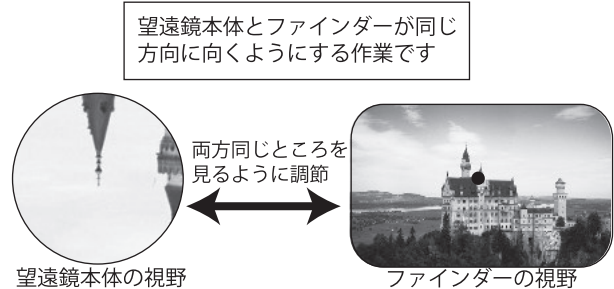 望遠鏡本体とファインダーが同じ
方向に向くようにする作業です
両方同じところを
見るように調節
望遠鏡本体の視野
ファインダーの視野